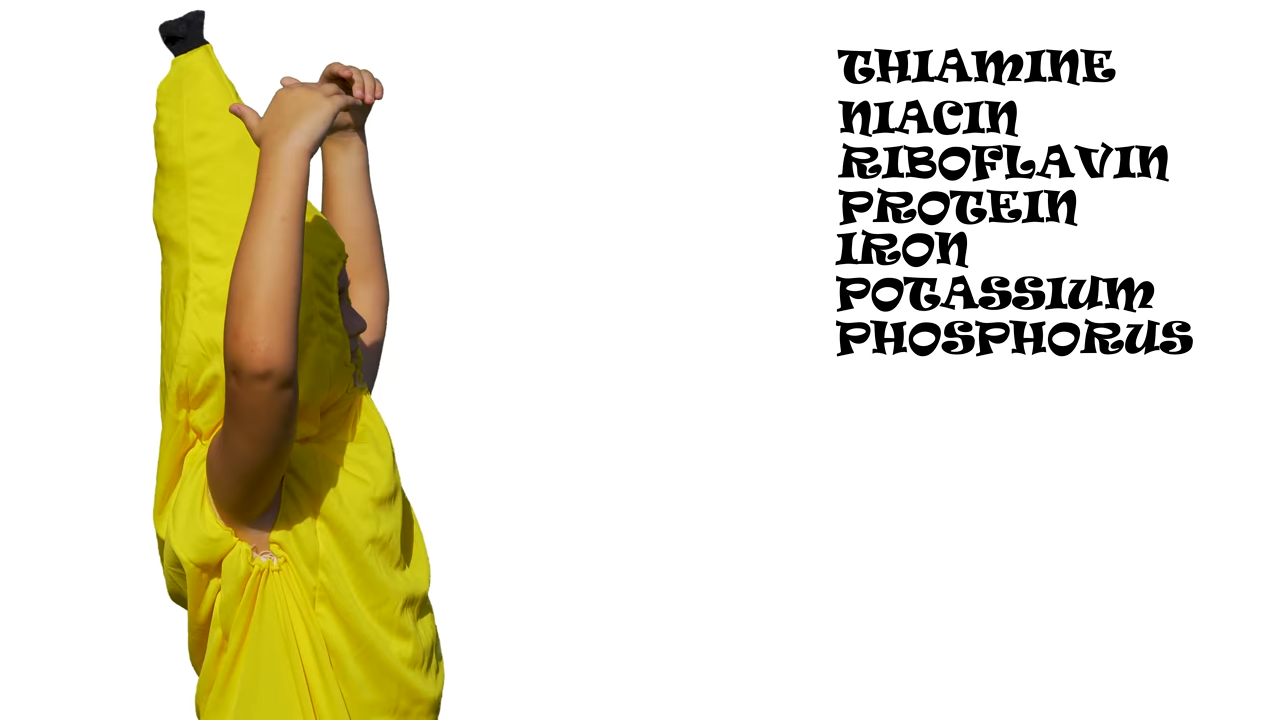 THIAMINE
NIACIN
RIBOFLAVIN
PROTEIN
IRON
POTASSIUM
PHOSPHORUS